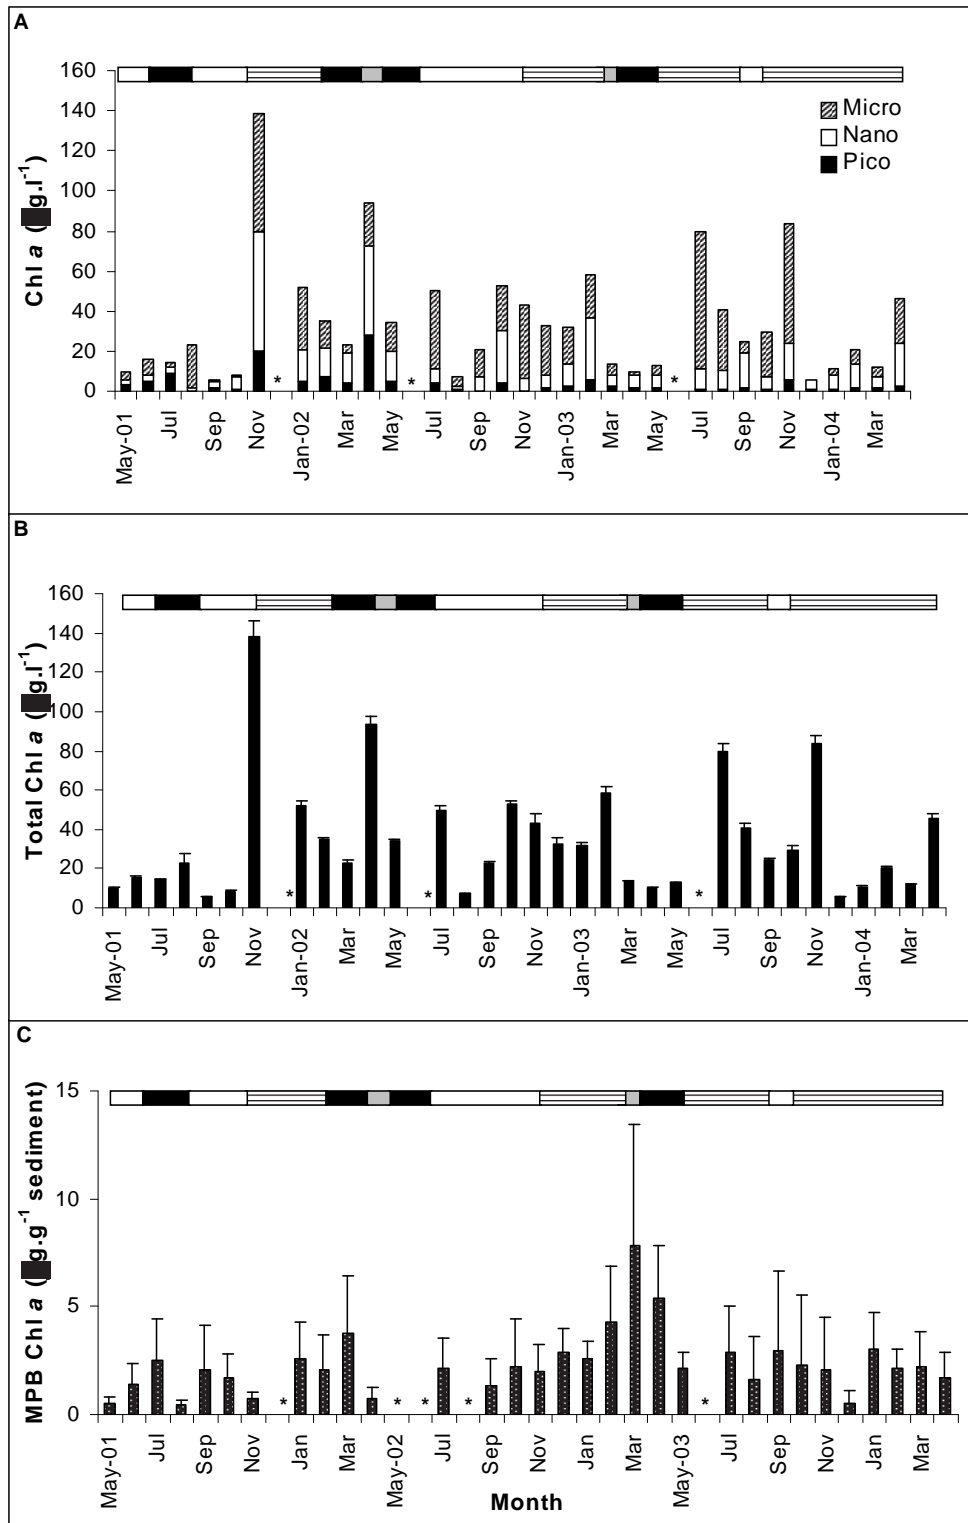 A
160
140
120
100
80
60
40
20
0
Chl a (█g.l-1)
Micro
Nano
Pico
*
*
*
May-01
Jul
Sep
Nov
Jan-02
Mar
May
Jul
Sep
Nov
Jan-03
Mar
May
Jul
Sep
Nov
Jan-04
Mar
B
160
140
120
100
80
60
40
20
0
Total Chl a (█g.l-1)
*
*
*
May-01
Jul
Sep
Nov
Jan-02
Mar
May
Jul
Sep
Nov
Jan-03
Mar
May
Jul
Sep
Nov
Jan-04
Mar
C
15
10
5
0
MPB Chl a (█g.g-1 sediment)
*
*
*
*
*
May-01
Jul
Sep
Nov
Jan
Mar
May-02
Jul
Sep
Nov
Jan
Mar
May-03
Jul
Sep
Nov
Jan
Mar
Month